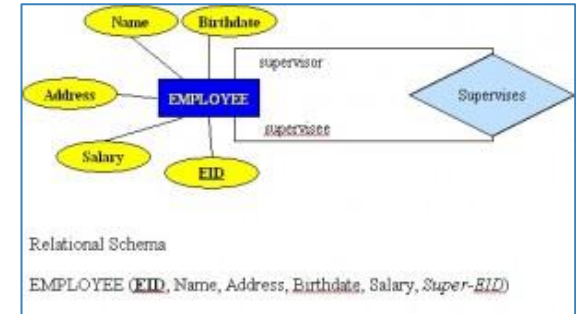 Name
Birthdate
supervisor
Address
EMPLOYEE
Supervises
supervisee
Salary
EID
Relational Schema
EMPLOYEE (EID, Name, Address, Birthdate, Salary, Super-EID)